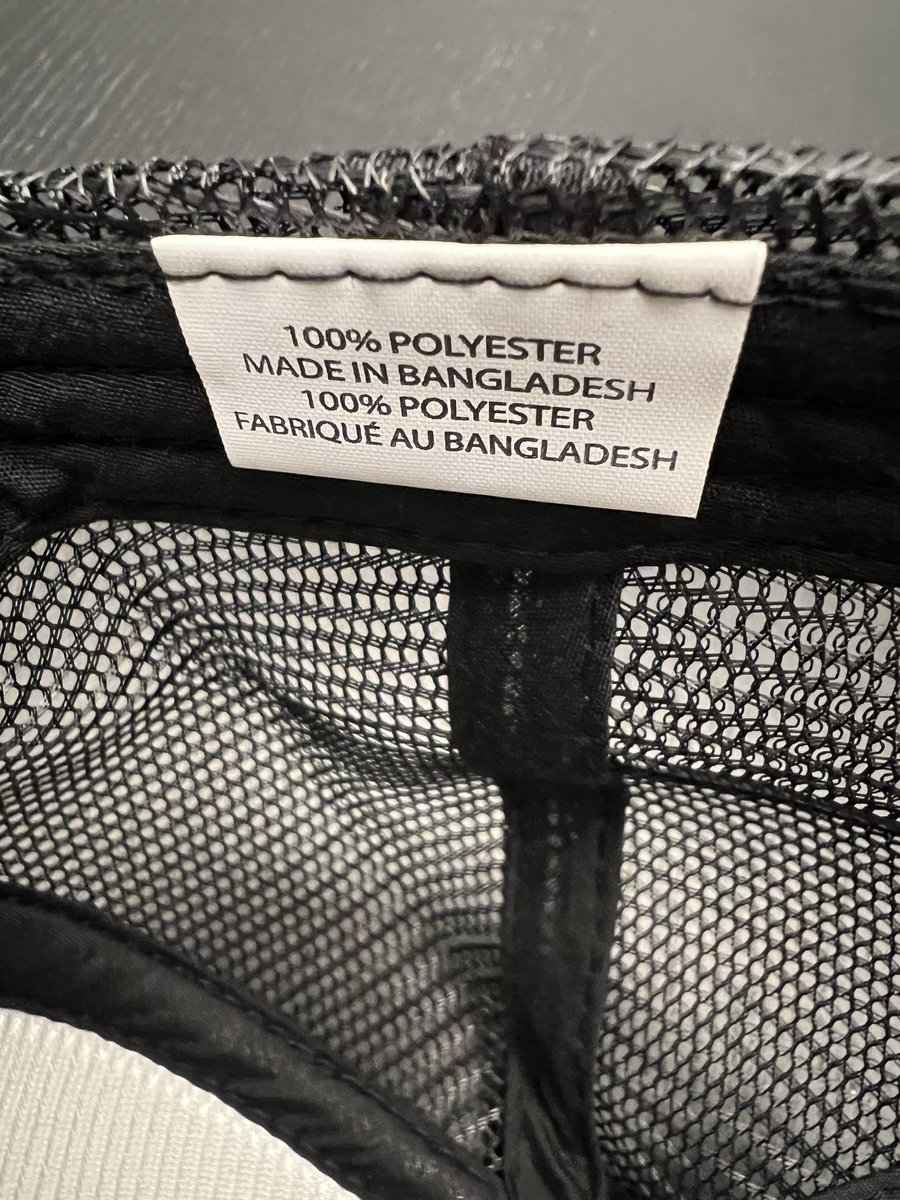 100% POLYESTER
MADE IN BANGLADESH
100% POLYESTER
FABRIQUÉ AU BANGLADESH